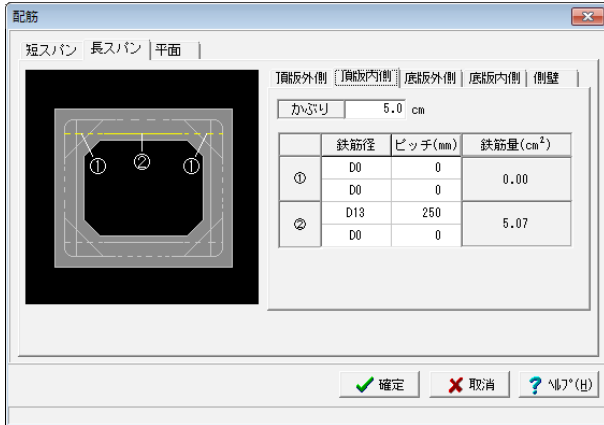 配筋
短スパン 長スパン 平面
頂版外側 頂版内側 底版外側 底版内側 側壁
かぶり 5.0 cm
鉄筋径 ピッチ(mm) 鉄筋量(cm²)
① D0 0 0.00
D0 0
② D13 250 5.07
D0 0
① ② ①
確定 取消 ? ﾍﾙﾌﾟ(H)